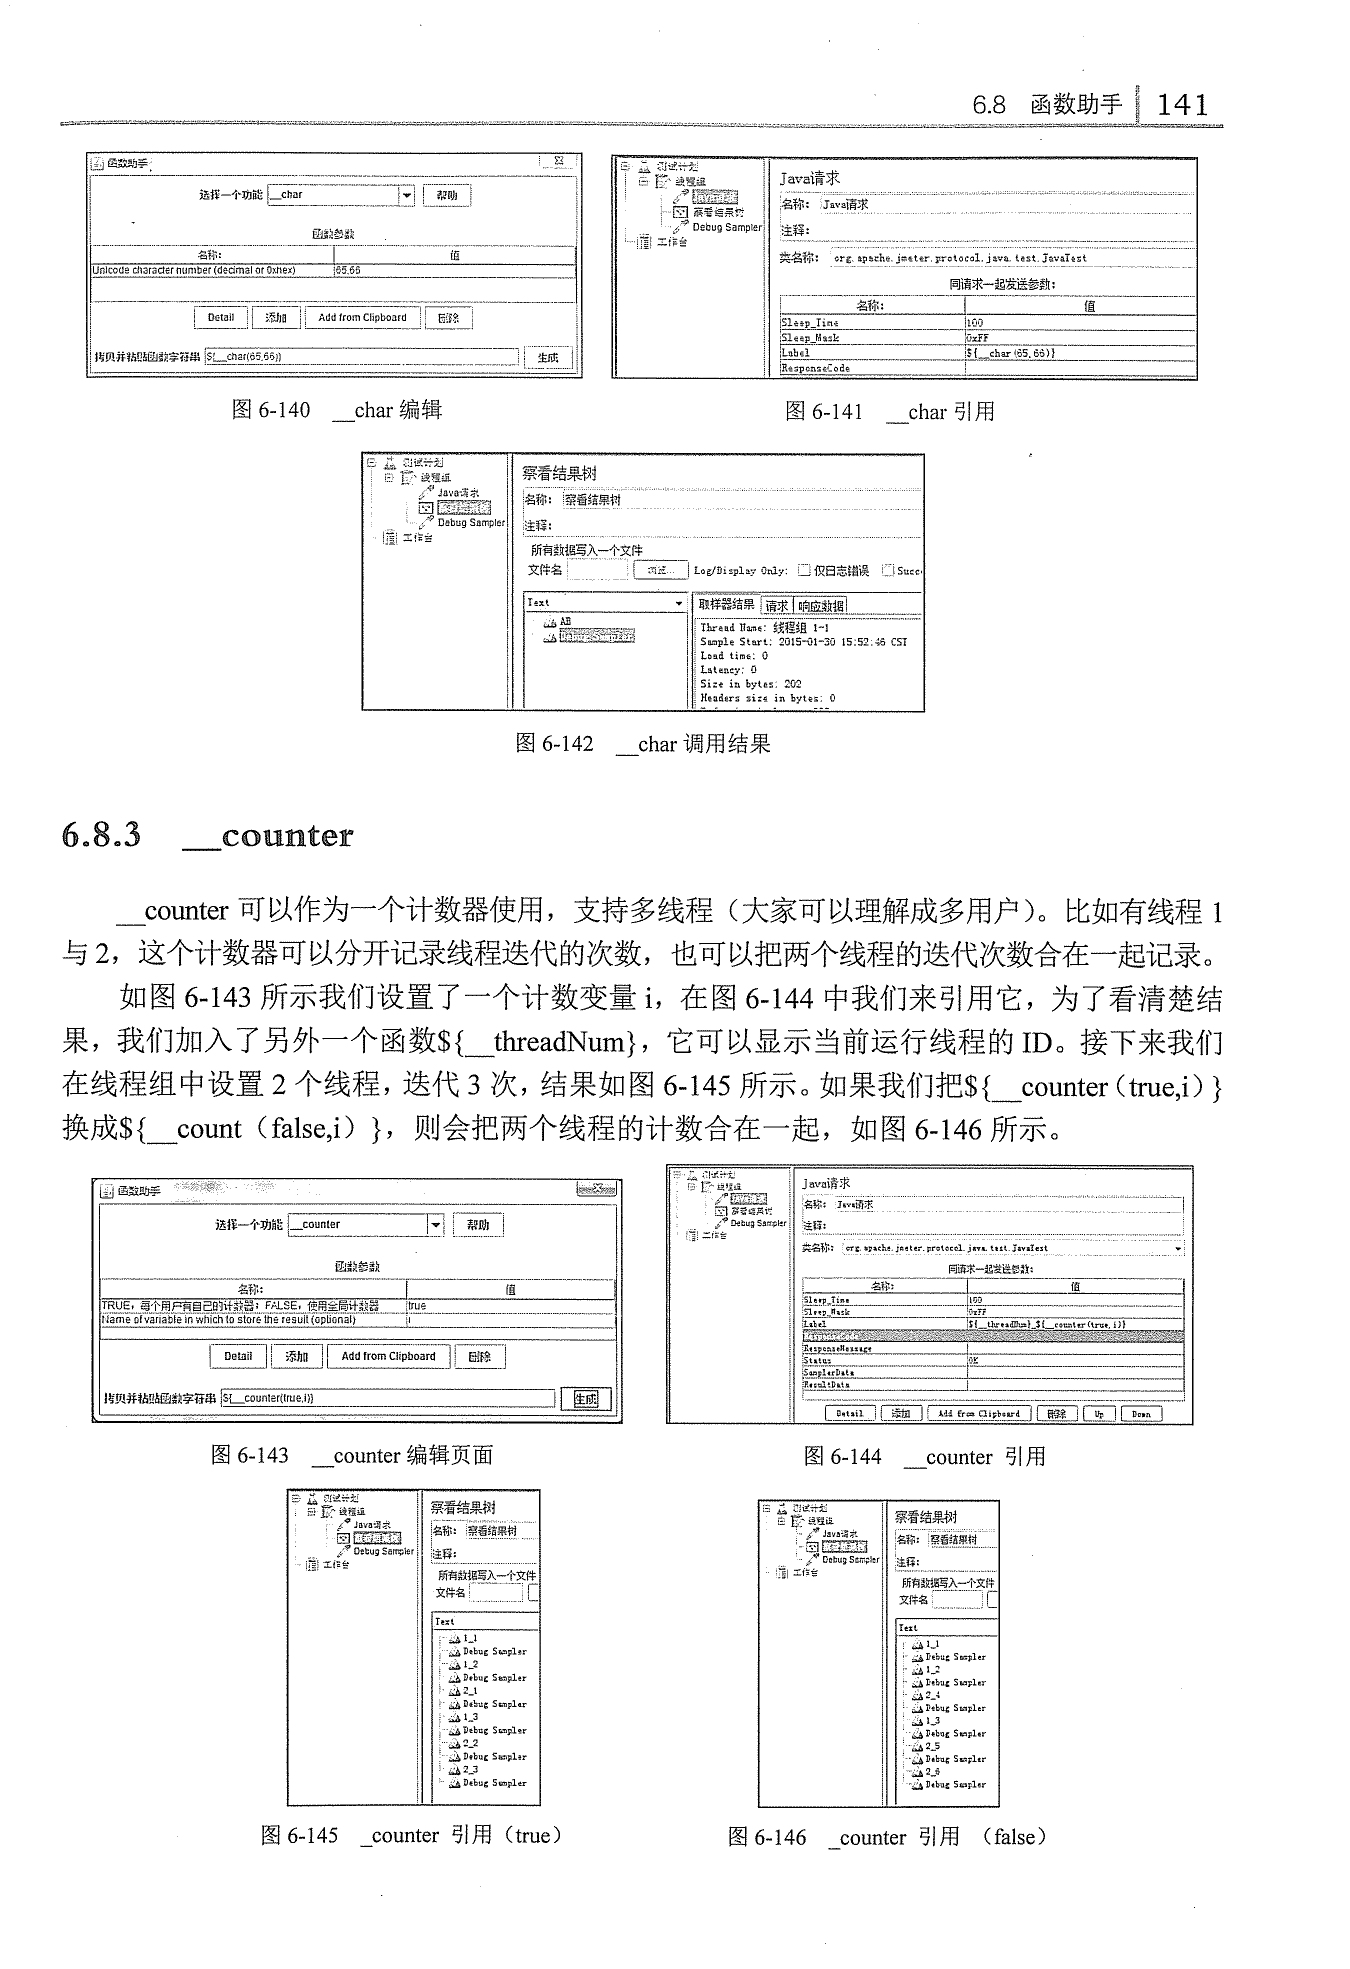 6.8 函数助手 141
函数助手
选择一个功能 __char 帮助
函数参数
名称: 值
Unicode character number (decimal or 0xhex) 65,66
Detail 添加 Add from Clipboard 删除
拷贝并粘贴函数字符串 ${__char(65,66)} 生成
测试计划
线程组
Debug Sampler
工作台
Java请求
名称: Java请求
注释:
类名称: org.apache.jmeter.protocol.java.test.JavaTest
同请求一起发送参数:
名称: 值
Sleep_Time 100
Sleep_Mask 0xFF
Label ${__char(65,66)}
ResponseCode
图 6-140 __char 编辑
图 6-141 __char 引用
测试计划
线程组
Java请求
Debug Sampler
工作台
察看结果树
名称: 察看结果树
注释:
所有数据写入一个文件
文件名 浏览... Log/Display Only: 仅日志错误 Succ
Text
AB
取样器结果 请求 响应数据
Thread Name: 线程组 1-1
Sample Start: 2015-01-30 15:52:46 CST
Load time: 0
Latency: 0
Size in bytes: 202
Headers size in bytes: 0
图 6-142 __char 调用结果
6.8.3 __counter
__counter 可以作为一个计数器使用，支持多线程（大家可以理解成多用户）。比如有线程 1
与 2，这个计数器可以分开记录线程迭代的次数，也可以把两个线程的迭代次数合在一起记录。
如图 6-143 所示我们设置了一个计数变量 i，在图 6-144 中我们来引用它，为了看清楚结
果，我们加入了另外一个函数${__threadNum}，它可以显示当前运行线程的 ID。接下来我们
在线程组中设置 2 个线程，迭代 3 次，结果如图 6-145 所示。如果我们把${__counter（true,i）}
换成${__count（false,i）}，则会把两个线程的计数合在一起，如图 6-146 所示。
函数助手
选择一个功能 __counter 帮助
函数参数
名称: 值
TRUE，每个用户有自己的计数器；FALSE，使用全局计数器 true
Name of variable in which to store the result (optional) i
Detail 添加 Add from Clipboard 删除
拷贝并粘贴函数字符串 ${__counter(true,i)} 生成
测试计划
线程组
察看结果树
Debug Sampler
工作台
Java请求
名称: Java请求
注释:
类名称: org.apache.jmeter.protocol.java.test.JavaTest
同请求一起发送参数:
名称: 值
Sleep_Time 100
Sleep_Mask 0xFF
Label ${__threadNum}_${__counter(true,i)}
ResponseMessage
Status OK
SamplerData
ResultData
Detail 添加 Add from Clipboard 删除 Up Down
图 6-143 __counter 编辑页面
图 6-144 __counter 引用
测试计划
线程组
Java请求
Debug Sampler
工作台
察看结果树
名称: 察看结果树
注释:
所有数据写入一个文件
文件名
Text
1_1
Debug Sampler
1_2
Debug Sampler
2_1
Debug Sampler
1_3
Debug Sampler
2_2
Debug Sampler
2_3
Debug Sampler
测试计划
线程组
Java请求
Debug Sampler
工作台
察看结果树
名称: 察看结果树
注释:
所有数据写入一个文件
文件名
Text
1_1
Debug Sampler
1_2
Debug Sampler
2_4
Debug Sampler
1_3
Debug Sampler
2_5
Debug Sampler
2_6
Debug Sampler
图 6-145 _counter 引用（true）
图 6-146 _counter 引用 （false）